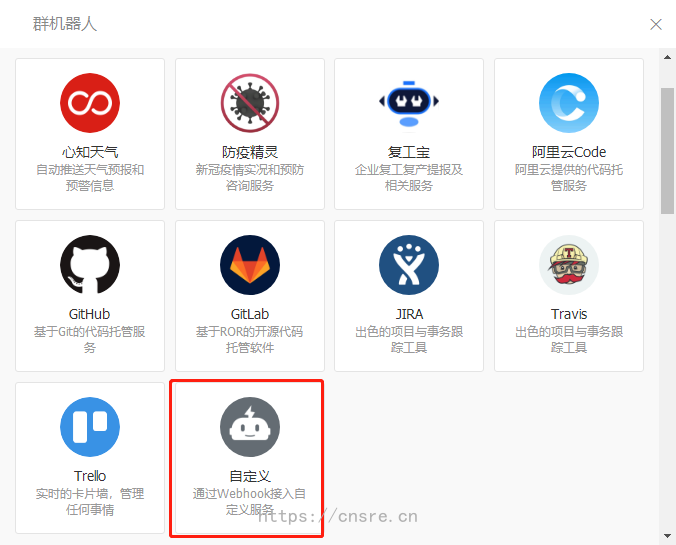 群机器人
心知天气
自动推送天气预报和
预警信息
防疫精灵
新冠疫情实况和预防
咨询服务
复工宝
企业复工复产提报及
相关服务
阿里云Code
阿里云提供的代码托
管服务
GitHub
基于Git的代码托管服
务
GitLab
基于ROR的开源代码
托管软件
JIRA
出色的项目与事务跟
踪工具
Travis
出色的项目与事务跟
踪工具
Trello
实时的卡片墙，管理
任何事情
自定义
通过Webhook接入自
定义服务
https://cnsre.cn